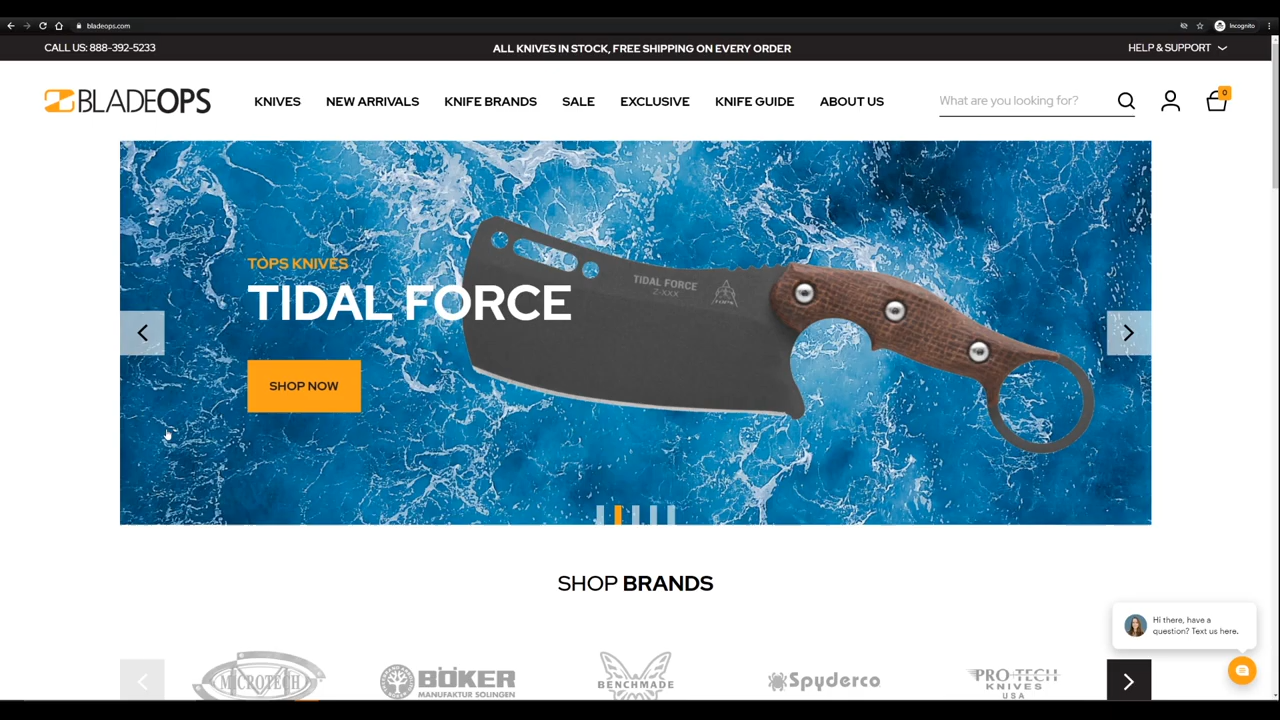 bladeops.com
Incognito
CALL US: 888-392-5233
ALL KNIVES IN STOCK, FREE SHIPPING ON EVERY ORDER
HELP & SUPPORT
BLADEOPS
KNIVES
NEW ARRIVALS
KNIFE BRANDS
SALE
EXCLUSIVE
KNIFE GUIDE
ABOUT US
What are you looking for?
0
TOPS KNIVES
TIDAL FORCE
SHOP NOW
TIDAL FORCE
Z-XXX
TOPS
SHOP BRANDS
MICROTECH
BÖKER
MANUFAKTUR SOLINGEN
BENCHMADE
Spyderco
PRO-TECH
KNIVES
USA
Hi there, have a
question? Text us here.